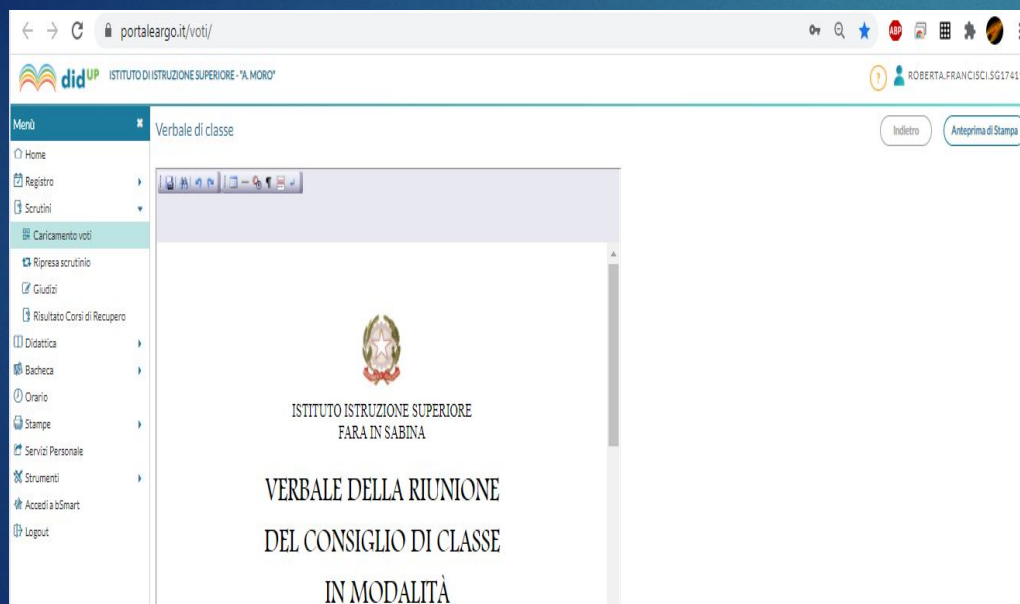 portaleargo.it/voti/
ABP
didUP ISTITUTO DI ISTRUZIONE SUPERIORE - "A. MORO"
? ROBERTA.FRANCISCI.SG1741
Menù
Verbale di classe
Indietro
Anteprima di Stampa
Home
Registro
Scrutini
Caricamento voti
Ripresa scrutinio
Giudizi
Risultato Corsi di Recupero
Didattica
Bacheca
Orario
Stampe
Servizi Personale
Strumenti
Accedi a bSmart
Logout
ISTITUTO ISTRUZIONE SUPERIORE
FARA IN SABINA
VERBALE DELLA RIUNIONE
DEL CONSIGLIO DI CLASSE
IN MODALITÀ